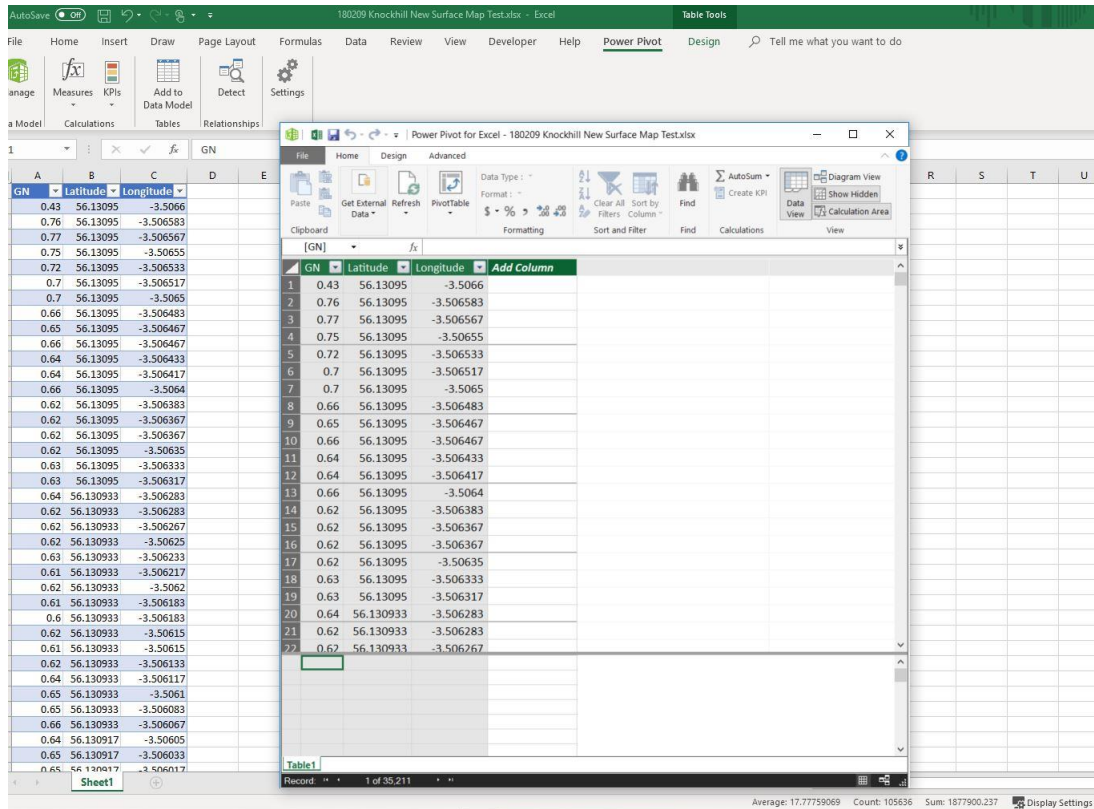 AutoSave Off 180209 Knockhill New Surface Map Test.xlsx - Excel Table Tools
File Home Insert Draw Page Layout Formulas Data Review View Developer Help Power Pivot Design Tell me what you want to do
anage Measures KPIs Add to Data Model Detect Settings
a Model Calculations Tables Relationships
1 fx GN
A B C D E R S T U
GN Latitude Longitude
0.43 56.13095 -3.5066
0.76 56.13095 -3.506583
0.77 56.13095 -3.506567
0.75 56.13095 -3.50655
0.72 56.13095 -3.506533
0.7 56.13095 -3.506517
0.7 56.13095 -3.5065
0.66 56.13095 -3.506483
0.65 56.13095 -3.506467
0.66 56.13095 -3.506467
0.64 56.13095 -3.506433
0.64 56.13095 -3.506417
0.66 56.13095 -3.5064
0.62 56.13095 -3.506383
0.62 56.13095 -3.506367
0.62 56.13095 -3.506367
0.62 56.13095 -3.50635
0.63 56.13095 -3.506333
0.63 56.13095 -3.506317
0.64 56.130933 -3.506283
0.62 56.130933 -3.506283
0.62 56.130933 -3.506267
0.62 56.130933 -3.50625
0.63 56.130933 -3.506233
0.61 56.130933 -3.506217
0.62 56.130933 -3.5062
0.61 56.130933 -3.506183
0.6 56.130933 -3.506183
0.62 56.130933 -3.50615
0.61 56.130933 -3.50615
0.62 56.130933 -3.506133
0.64 56.130933 -3.506117
0.65 56.130933 -3.5061
0.65 56.130933 -3.506083
0.66 56.130933 -3.506067
0.64 56.130917 -3.50605
0.65 56.130917 -3.506033
0.65 56.130917 -3.506017
Sheet1
Power Pivot for Excel - 180209 Knockhill New Surface Map Test.xlsx
File Home Design Advanced
Paste Get External Data Refresh PivotTable Data Type : Format : $ % Clear All Filters Sort by Column Find AutoSum Create KPI Data View Diagram View Show Hidden Calculation Area
Clipboard Formatting Sort and Filter Find Calculations View
[GN] fx
GN Latitude Longitude Add Column
1 0.43 56.13095 -3.5066
2 0.76 56.13095 -3.506583
3 0.77 56.13095 -3.506567
4 0.75 56.13095 -3.50655
5 0.72 56.13095 -3.506533
6 0.7 56.13095 -3.506517
7 0.7 56.13095 -3.5065
8 0.66 56.13095 -3.506483
9 0.65 56.13095 -3.506467
10 0.66 56.13095 -3.506467
11 0.64 56.13095 -3.506433
12 0.64 56.13095 -3.506417
13 0.66 56.13095 -3.5064
14 0.62 56.13095 -3.506383
15 0.62 56.13095 -3.506367
16 0.62 56.13095 -3.506367
17 0.62 56.13095 -3.50635
18 0.63 56.13095 -3.506333
19 0.63 56.13095 -3.506317
20 0.64 56.130933 -3.506283
21 0.62 56.130933 -3.506283
22 0.62 56.130933 -3.506267
Table1
Record: 1 of 35,211
Average: 17.77759069 Count: 105636 Sum: 1877900.237 Display Settings